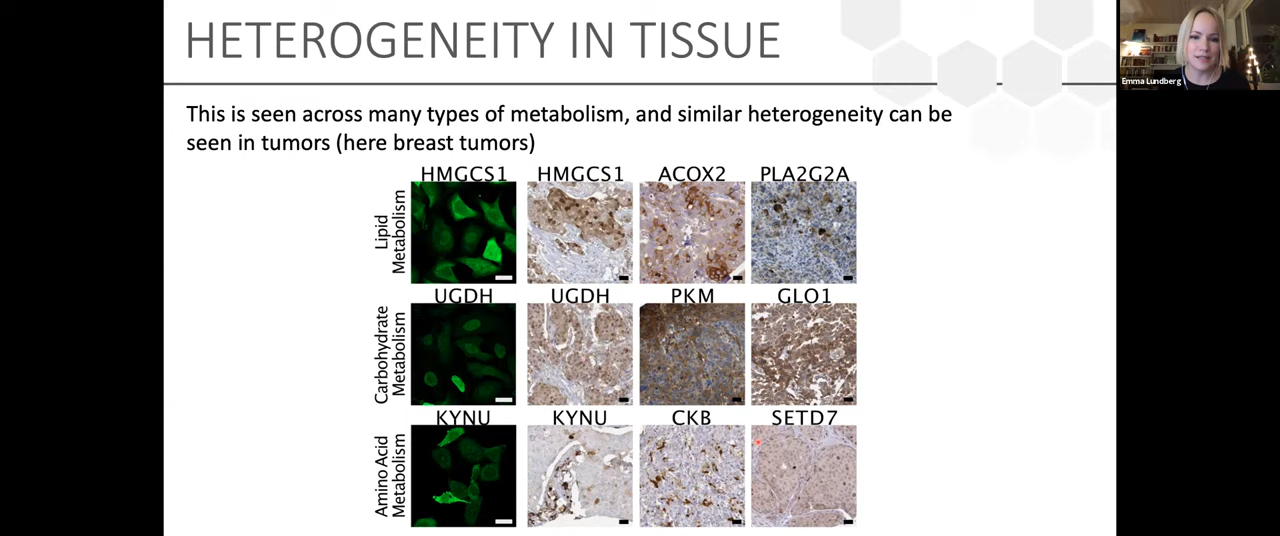 HETEROGENEITY IN TISSUE
Emma Lundberg
This is seen across many types of metabolism, and similar heterogeneity can be
seen in tumors (here breast tumors)
HMGCS1 HMGCS1 ACOX2 PLA2G2A
Lipid
Metabolism
UGDH UGDH PKM GLO1
Carbohydrate
Metabolism
KYNU KYNU CKB SETD7
Amino Acid
Metabolism